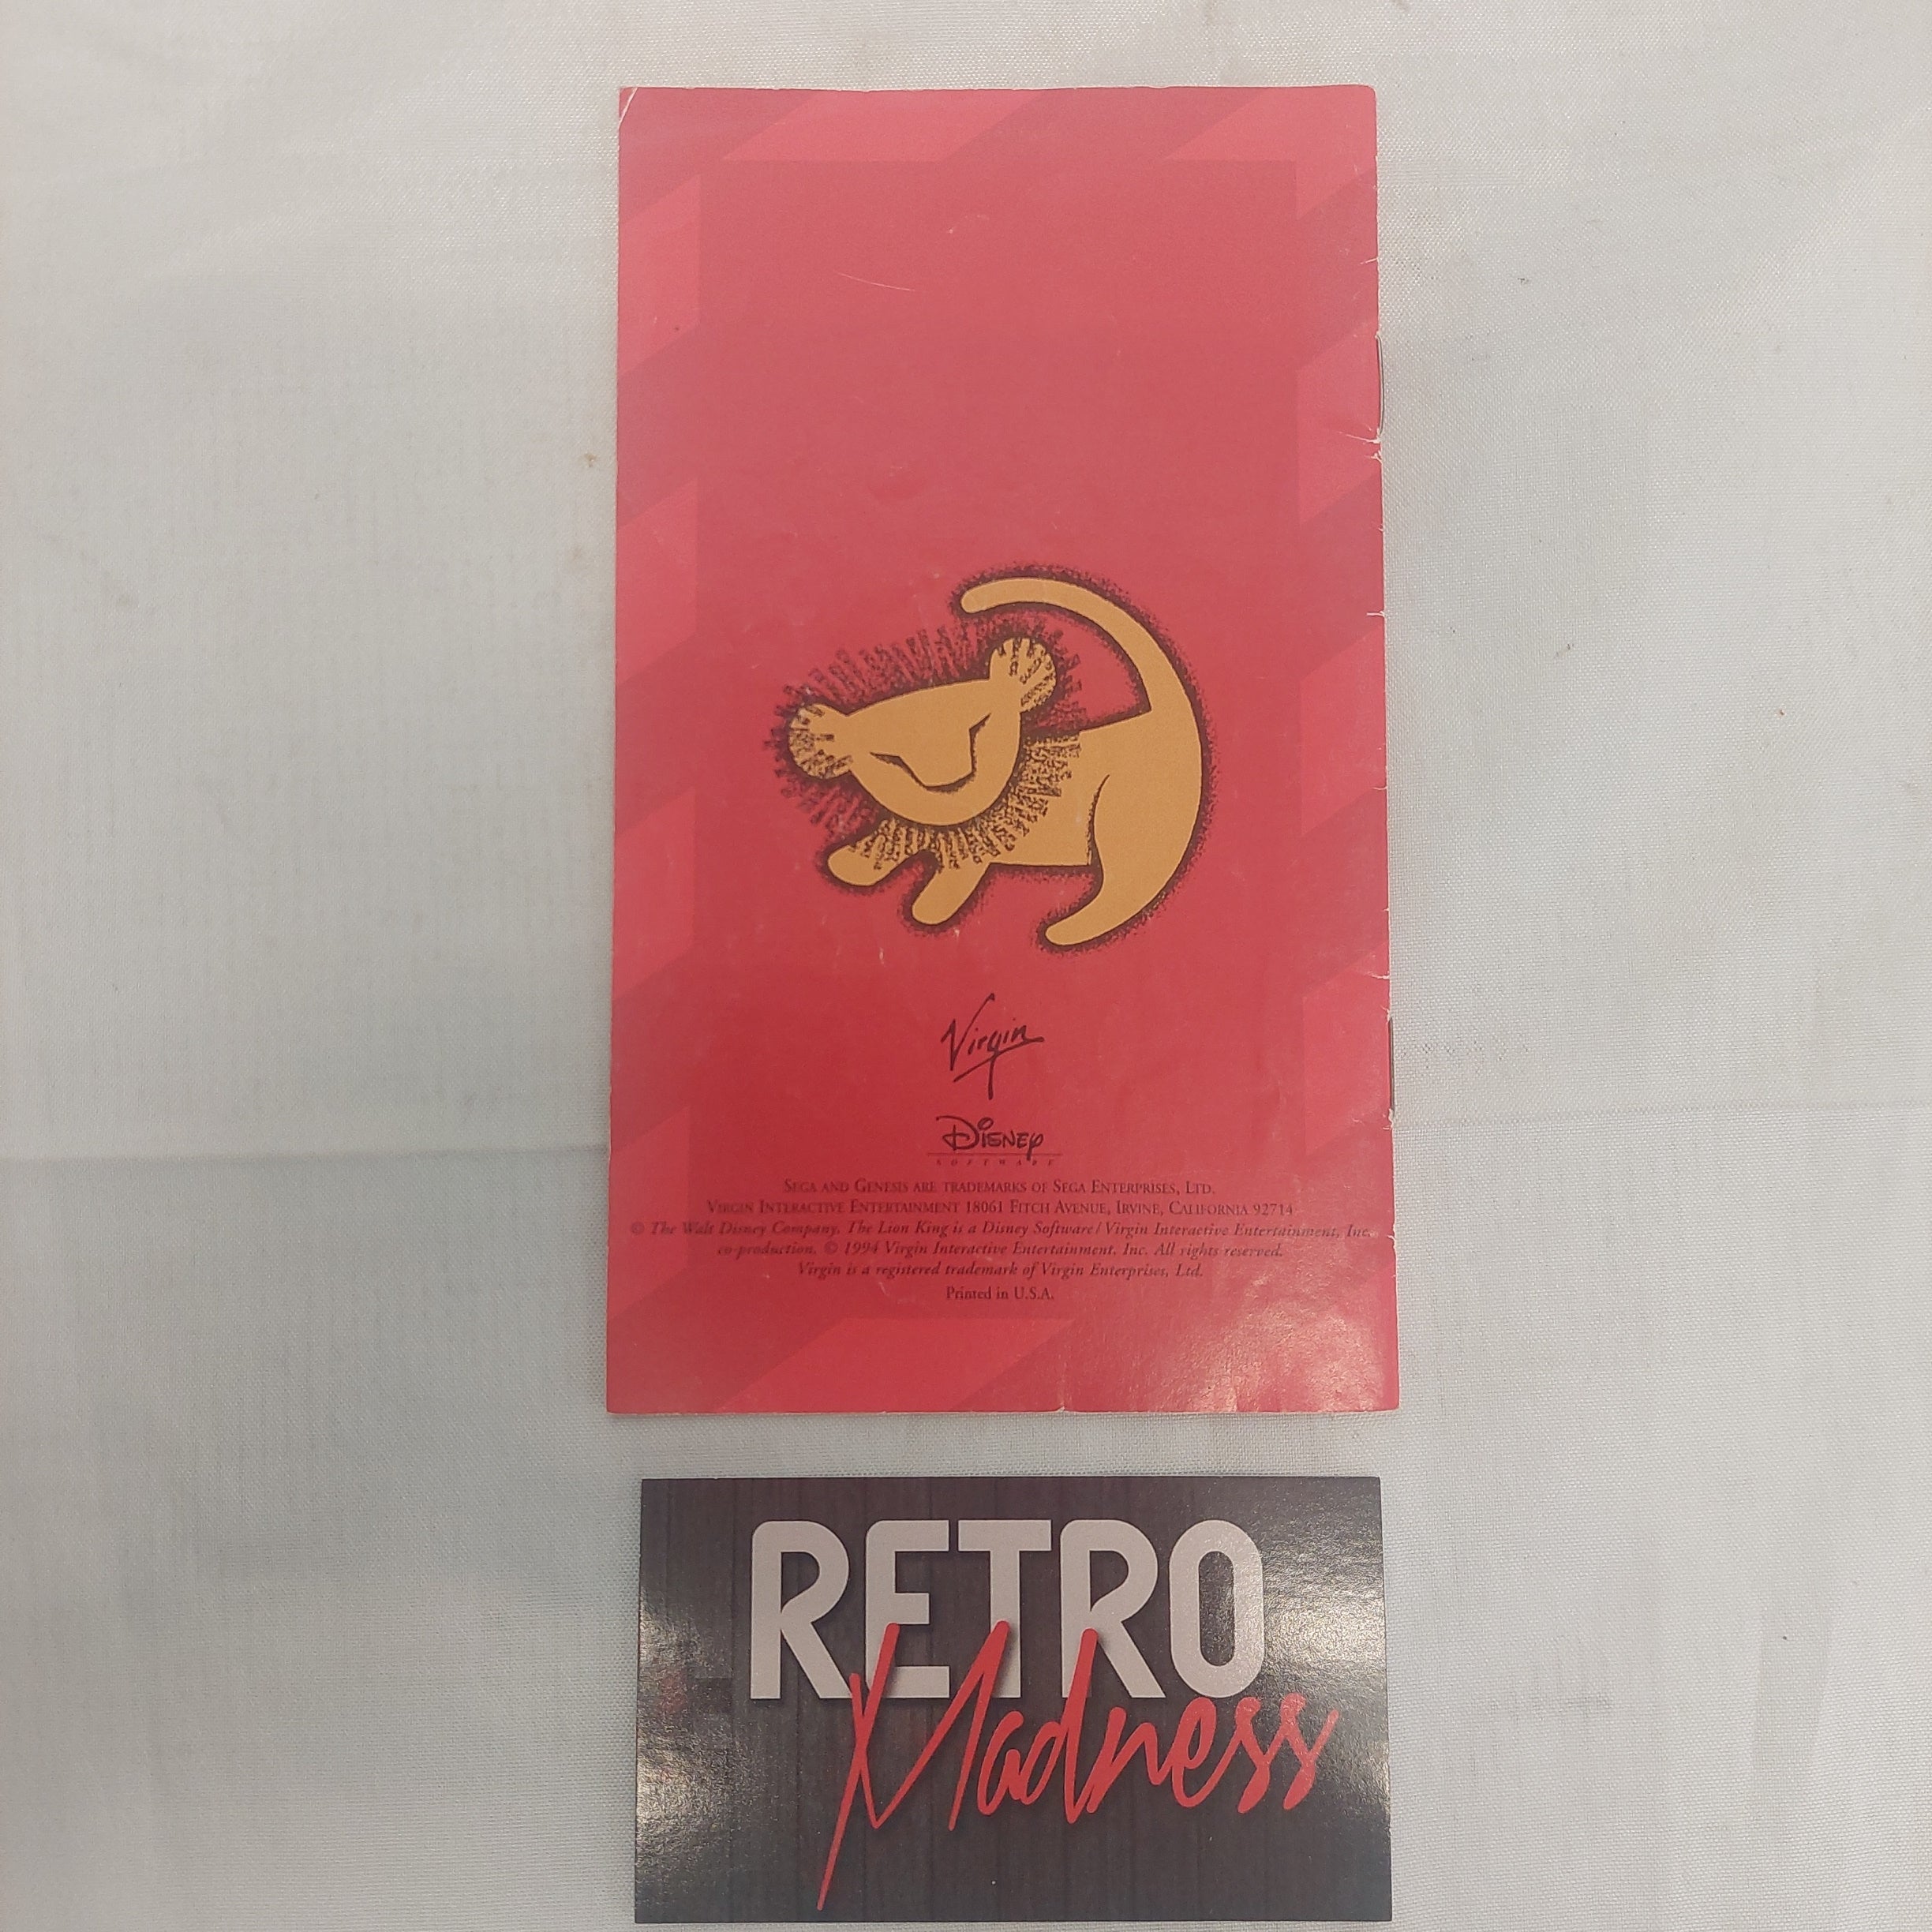 Virgin
DISNEY
SOFTWARE
SEGA AND GENESIS ARE TRADEMARKS OF SEGA ENTERPRISES, LTD.
VIRGIN INTERACTIVE ENTERTAINMENT 18061 FITCH AVENUE, IRVINE, CALIFORNIA 92714
© The Walt Disney Company. The Lion King is a Disney Software/Virgin Interactive Entertainment, Inc.
co-production. © 1994 Virgin Interactive Entertainment, Inc. All rights reserved.
Virgin is a registered trademark of Virgin Enterprises, Ltd.
Printed in U.S.A.
RETRO
Madness